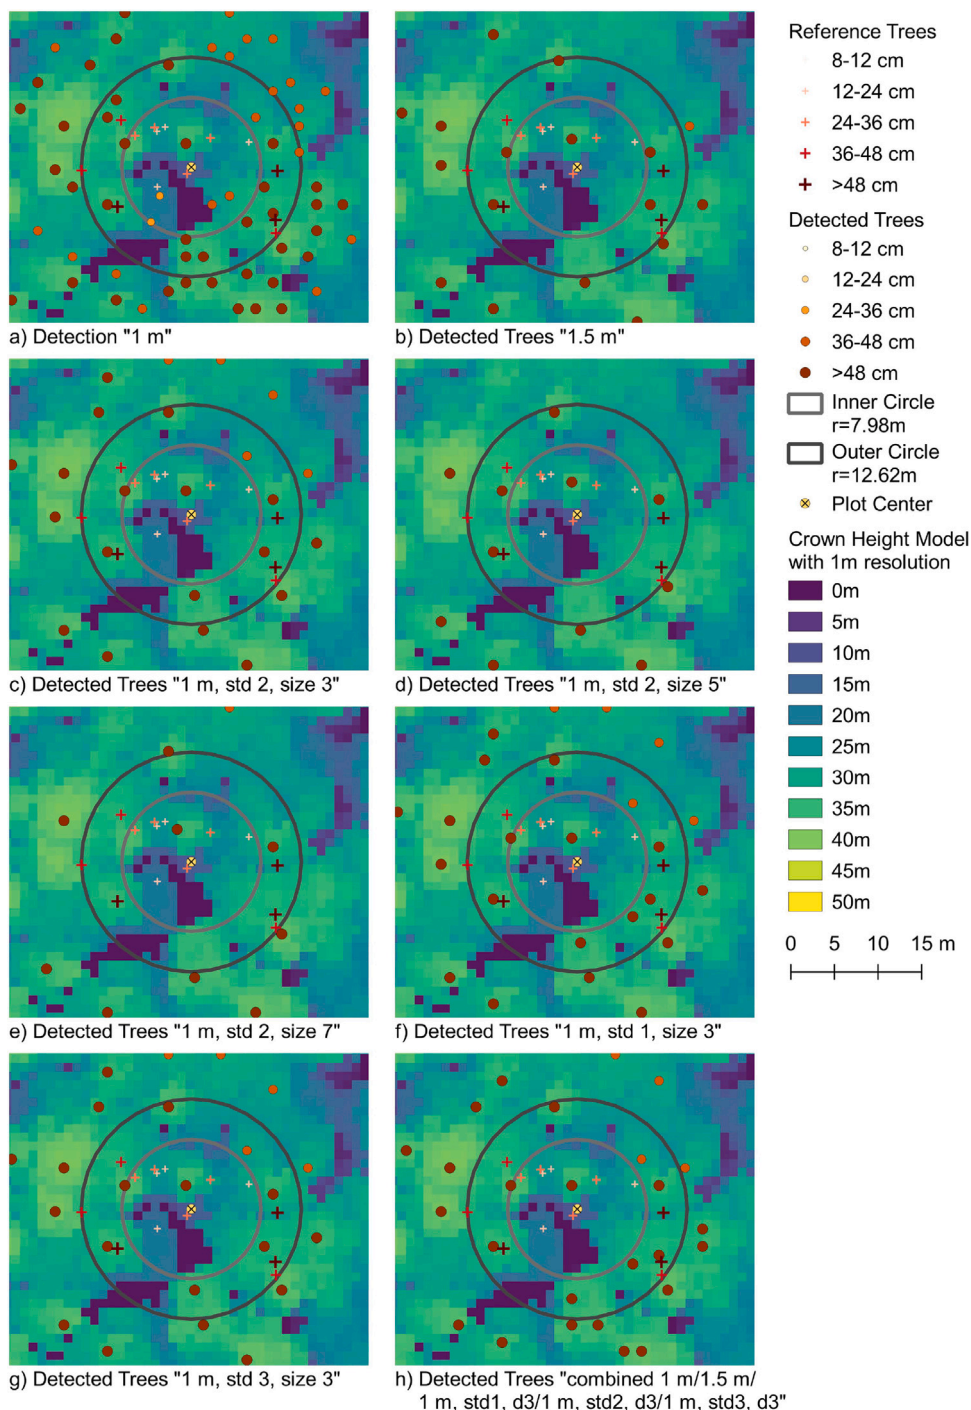 Reference Trees
8-12 cm
12-24 cm
24-36 cm
36-48 cm
>48 cm
Detected Trees
8-12 cm
12-24 cm
24-36 cm
36-48 cm
>48 cm
Inner Circle
r=7.98m
Outer Circle
r=12.62m
Plot Center
Crown Height Model
with 1m resolution
0m
5m
10m
15m
20m
25m
30m
35m
40m
45m
50m
0 5 10 15 m
a) Detection "1 m"
b) Detected Trees "1.5 m"
c) Detected Trees "1 m, std 2, size 3"
d) Detected Trees "1 m, std 2, size 5"
e) Detected Trees "1 m, std 2, size 7"
f) Detected Trees "1 m, std 1, size 3"
g) Detected Trees "1 m, std 3, size 3"
h) Detected Trees "combined 1 m/1.5 m/
1 m, std1, d3/1 m, std2, d3/1 m, std3, d3"